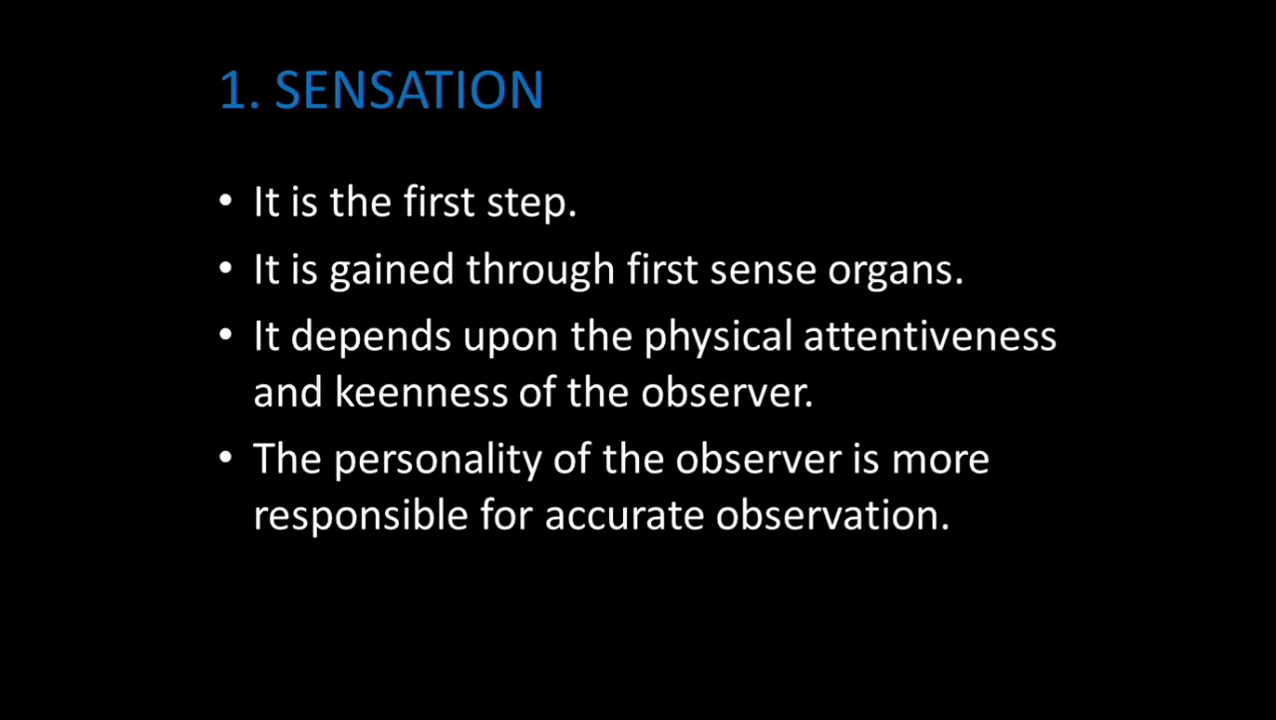 1. SENSATION
• It is the first step.
• It is gained through first sense organs.
• It depends upon the physical attentiveness
and keenness of the observer.
• The personality of the observer is more
responsible for accurate observation.